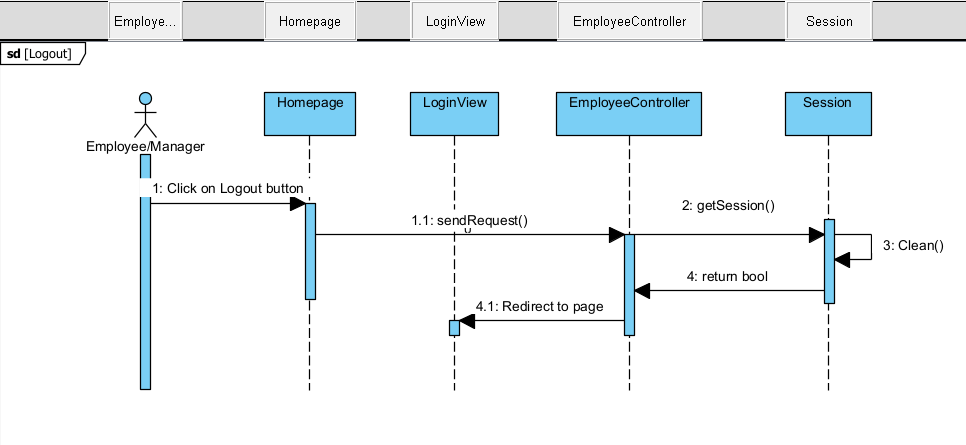 Employe...
Homepage
LoginView
EmployeeController
Session
sd [Logout]
Homepage
LoginView
EmployeeController
Session
Employee/Manager
1: Click on Logout button
1.1: sendRequest()
2: getSession()
3: Clean()
4: return bool
4.1: Redirect to page